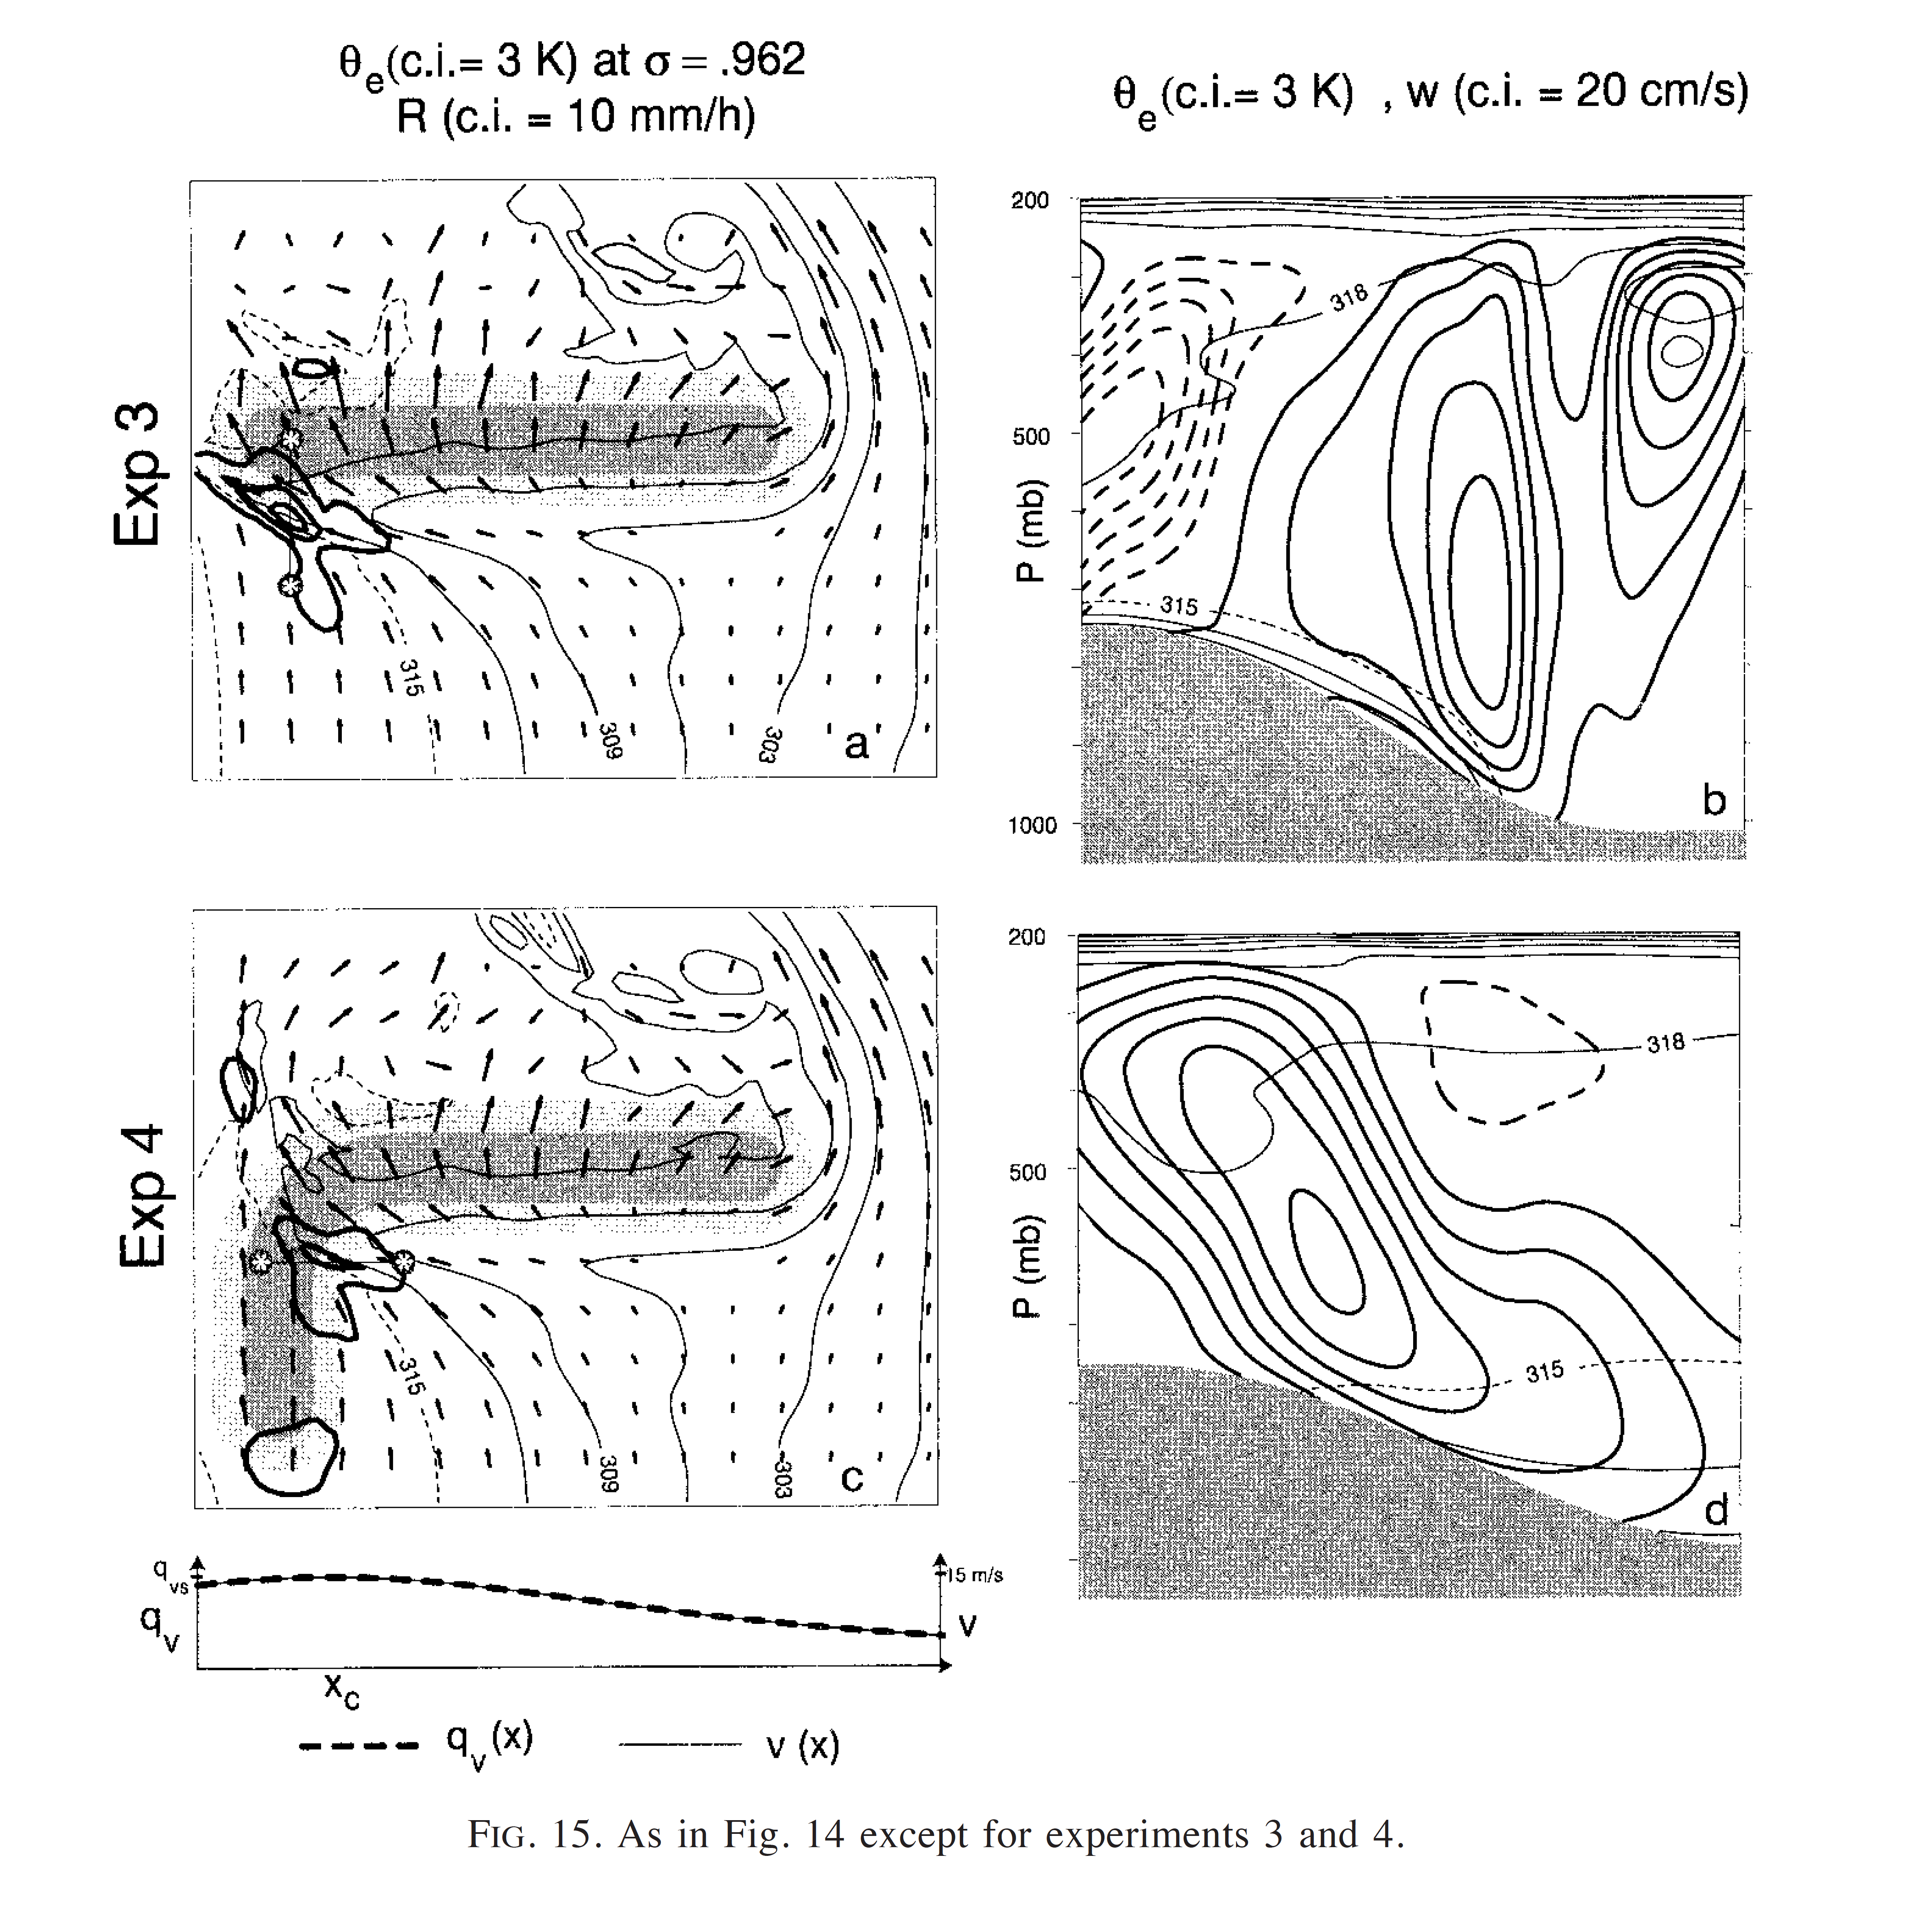 θe(c.i.= 3 K) at σ = .962
R (c.i. = 10 mm/h)
θe(c.i.= 3 K) , w (c.i. = 20 cm/s)
Exp 3
315
309
303
a
200
500
1000
P (mb)
318
315
b
Exp 4
315
309
303
c
200
500
P (mb)
318
315
d
qvs
qv
15 m/s
v
xc
qv(x)
v (x)
FIG. 15. As in Fig. 14 except for experiments 3 and 4.